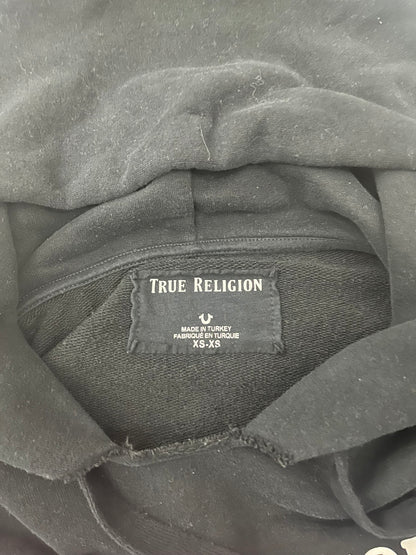 TRUE RELIGION
MADE IN TURKEY
FABRIQUÉ EN TURQUIE
XS-XS